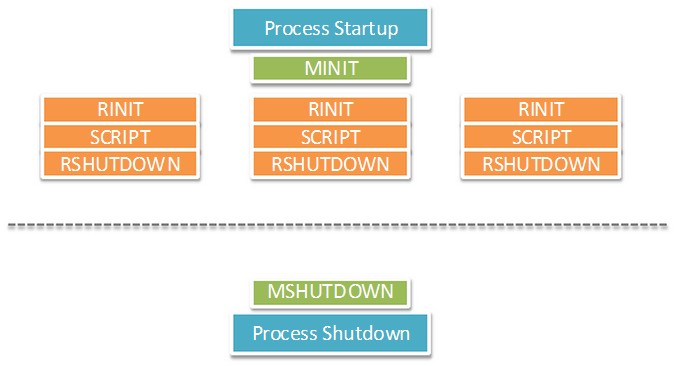 Process Startup
MINIT
RINIT
SCRIPT
RSHUTDOWN
RINIT
SCRIPT
RSHUTDOWN
RINIT
SCRIPT
RSHUTDOWN
MSHUTDOWN
Process Shutdown